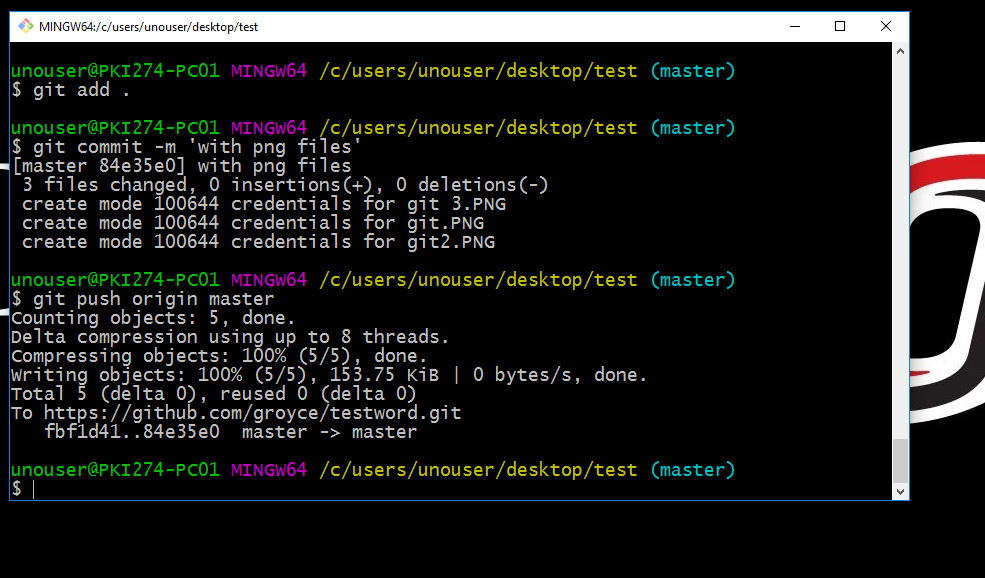 MINGW64:/c/users/unouser/desktop/test
unouser@PKI274-PC01 MINGW64 /c/users/unouser/desktop/test (master)
$ git add .
unouser@PKI274-PC01 MINGW64 /c/users/unouser/desktop/test (master)
$ git commit -m 'with png files'
[master 84e35e0] with png files
 3 files changed, 0 insertions(+), 0 deletions(-)
 create mode 100644 credentials for git 3.PNG
 create mode 100644 credentials for git.PNG
 create mode 100644 credentials for git2.PNG
unouser@PKI274-PC01 MINGW64 /c/users/unouser/desktop/test (master)
$ git push origin master
Counting objects: 5, done.
Delta compression using up to 8 threads.
Compressing objects: 100% (5/5), done.
Writing objects: 100% (5/5), 153.75 KiB | 0 bytes/s, done.
Total 5 (delta 0), reused 0 (delta 0)
To https://github.com/groyce/testword.git
   fbf1d41..84e35e0  master -> master
unouser@PKI274-PC01 MINGW64 /c/users/unouser/desktop/test (master)
$